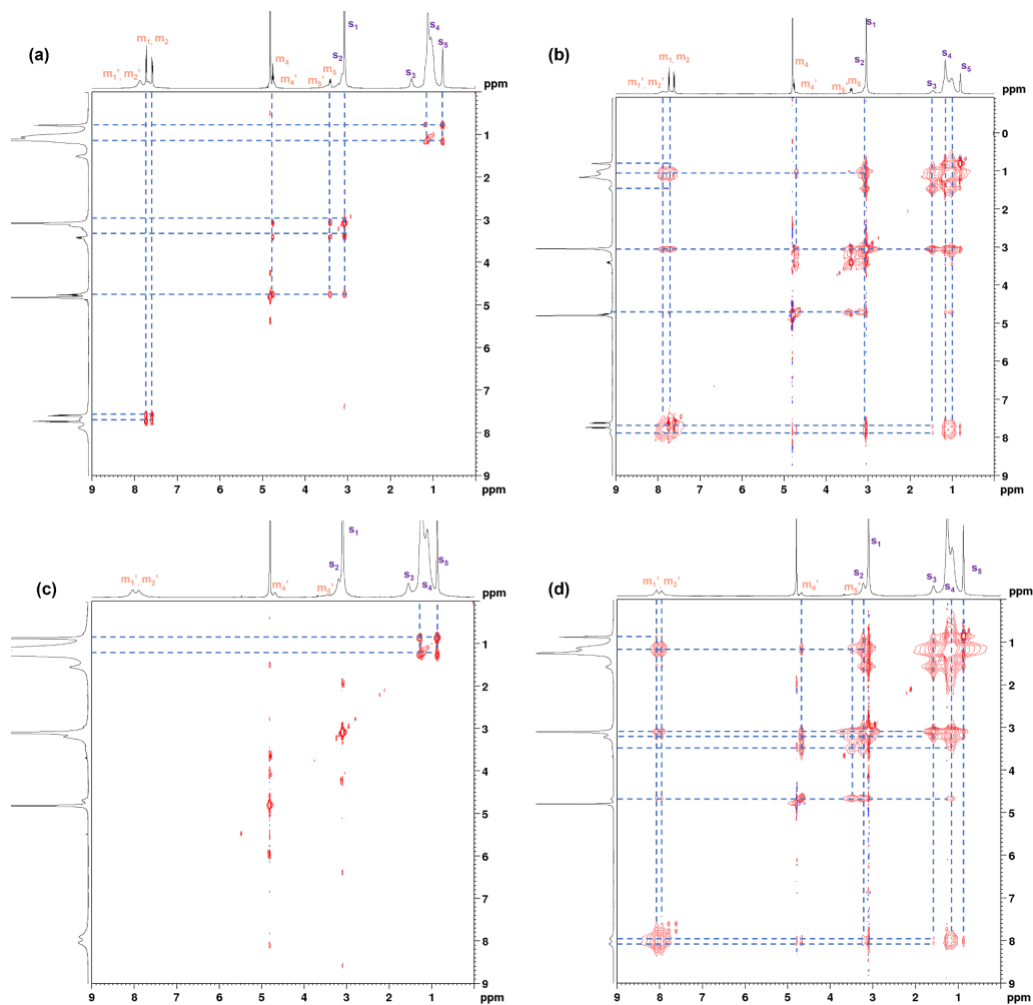 (a)
m₁', m₂'
m₁, m₂
m₄
m₄'
m₅'
m₅
s₂
s₁
s₃
s₄
s₅
ppm
1
2
3
4
5
6
7
8
9
9 8 7 6 5 4 3 2 1 ppm
(b)
m₁', m₂'
m₁, m₂
m₄
m₄'
m₅'
m₅
s₂
s₁
s₃
s₄
s₅
ppm
0
1
2
3
4
5
6
7
8
9
9 8 7 6 5 4 3 2 1 ppm
(c)
m₁', m₂'
m₄'
m₅'
s₂
s₁
s₃
s₄
s₅
ppm
1
2
3
4
5
6
7
8
9
9 8 7 6 5 4 3 2 1 ppm
(d)
m₁', m₂'
m₄'
m₅'
s₂
s₁
s₃
s₄
s₅
ppm
1
2
3
4
5
6
7
8
9
9 8 7 6 5 4 3 2 1 ppm